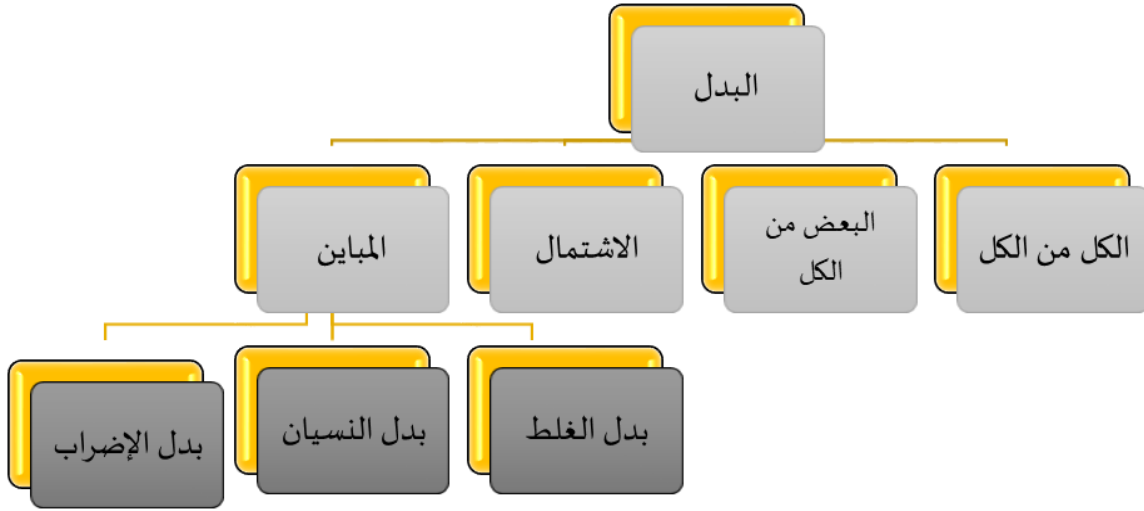 البدل
الكل من الكل
البعض من
الكل
الاشتمال
المباين
بدل الغلط
بدل النسيان
بدل الإضراب